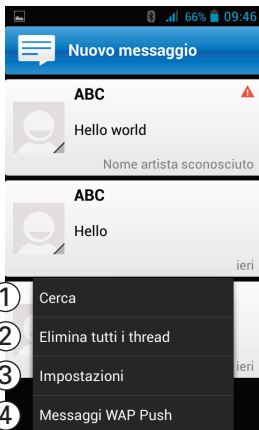 66% 09:46
Nuovo messaggio
ABC
Hello world
Nome artista sconosciuto
ABC
Hello
ieri
1 Cerca
2 Elimina tutti i thread
ieri
3 Impostazioni
4 Messaggi WAP Push